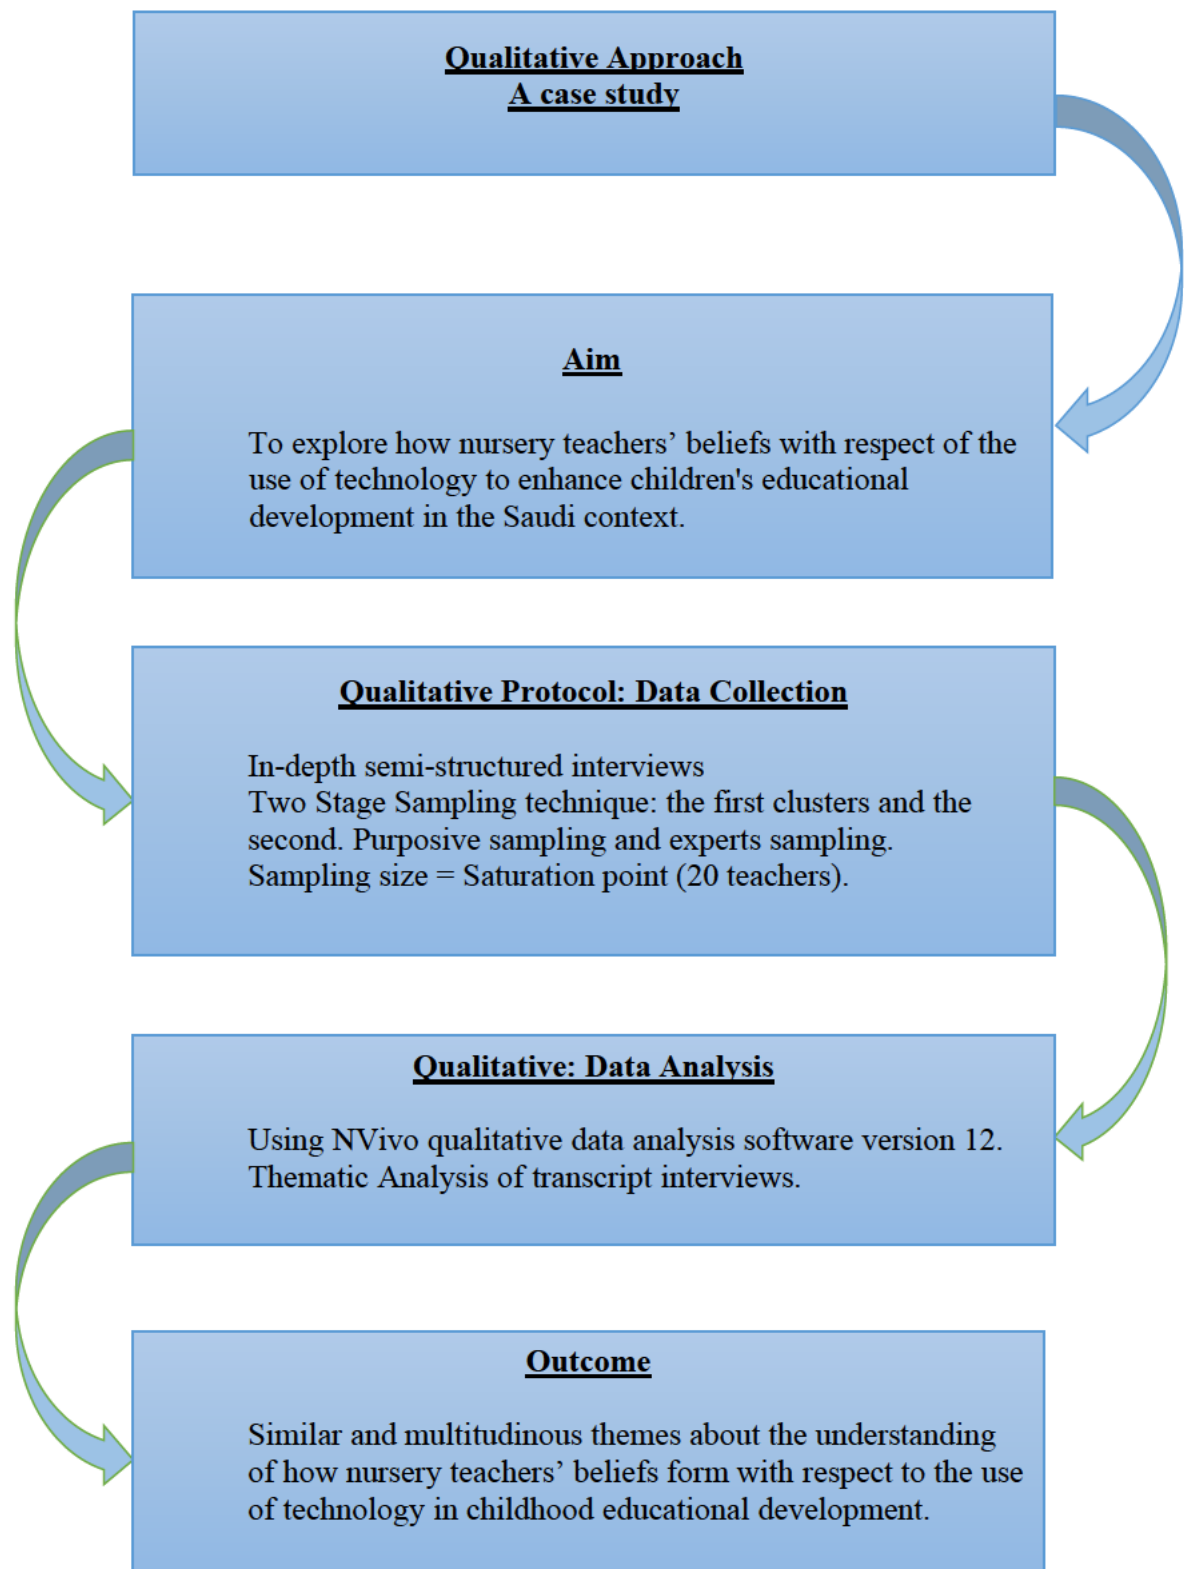 Qualitative Approach
A case study
Aim
To explore how nursery teachers’ beliefs with respect of the
use of technology to enhance children's educational
development in the Saudi context.
Qualitative Protocol: Data Collection
In-depth semi-structured interviews
Two Stage Sampling technique: the first clusters and the
second. Purposive sampling and experts sampling.
Sampling size = Saturation point (20 teachers).
Qualitative: Data Analysis
Using NVivo qualitative data analysis software version 12.
Thematic Analysis of transcript interviews.
Outcome
Similar and multitudinous themes about the understanding
of how nursery teachers’ beliefs form with respect to the use
of technology in childhood educational development.